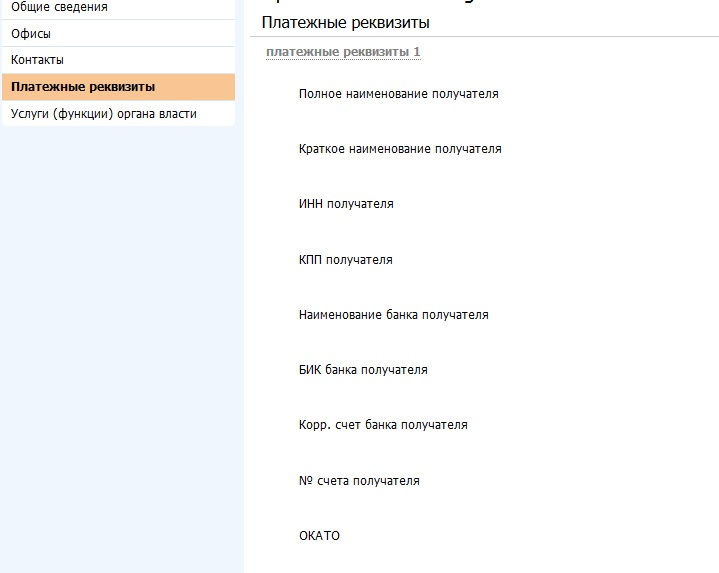 Общие сведения
Офисы
Контакты
Платежные реквизиты
Услуги (функции) органа власти
Платежные реквизиты
платежные реквизиты 1
Полное наименование получателя
Краткое наименование получателя
ИНН получателя
КПП получателя
Наименование банка получателя
БИК банка получателя
Корр. счет банка получателя
№ счета получателя
ОКАТО